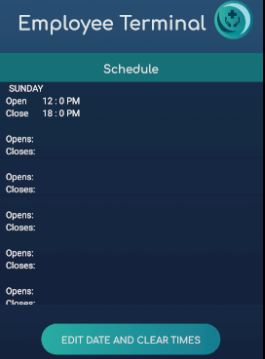 Employee Terminal
Schedule
SUNDAY
Open 12 : 0 PM
Close 18 : 0 PM
Opens:
Closes:
Opens:
Closes:
Opens:
Closes:
Opens:
Closes:
Opens:
Closes:
EDIT DATE AND CLEAR TIMES